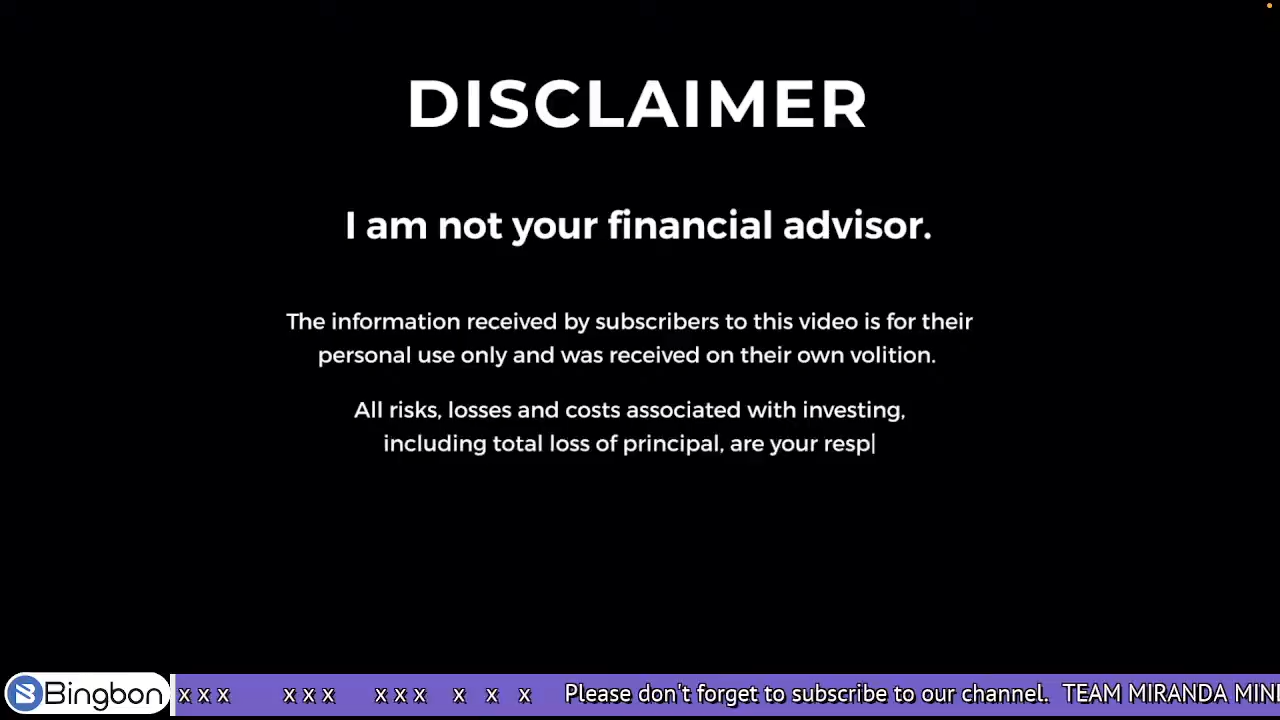 DISCLAIMER
I am not your financial advisor.
The information received by subscribers to this video is for their
personal use only and was received on their own volition.
All risks, losses and costs associated with investing,
including total loss of principal, are your resp|
Bingbon x x x x x x x x x x x x Please don't forget to subscribe to our channel. TEAM MIRANDA MIN